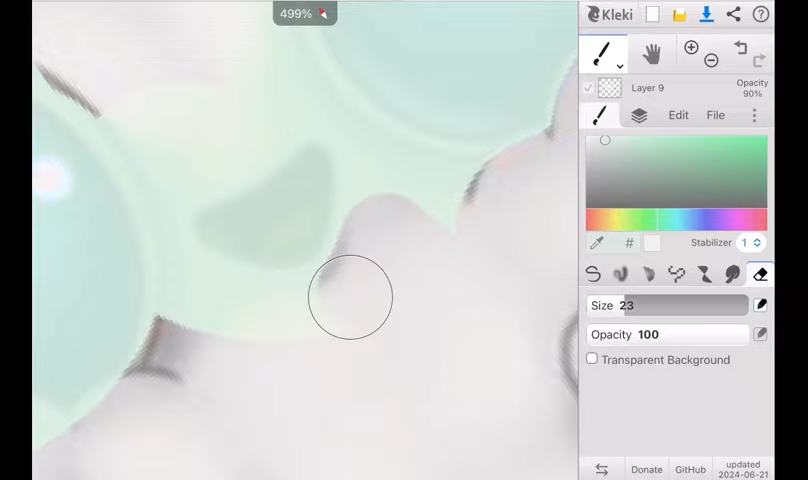 499%
Kleki
Layer 9
Opacity
90%
Edit
File
#
Stabilizer 1
Size 23
Opacity 100
Transparent Background
Donate
GitHub
updated
2024-06-21